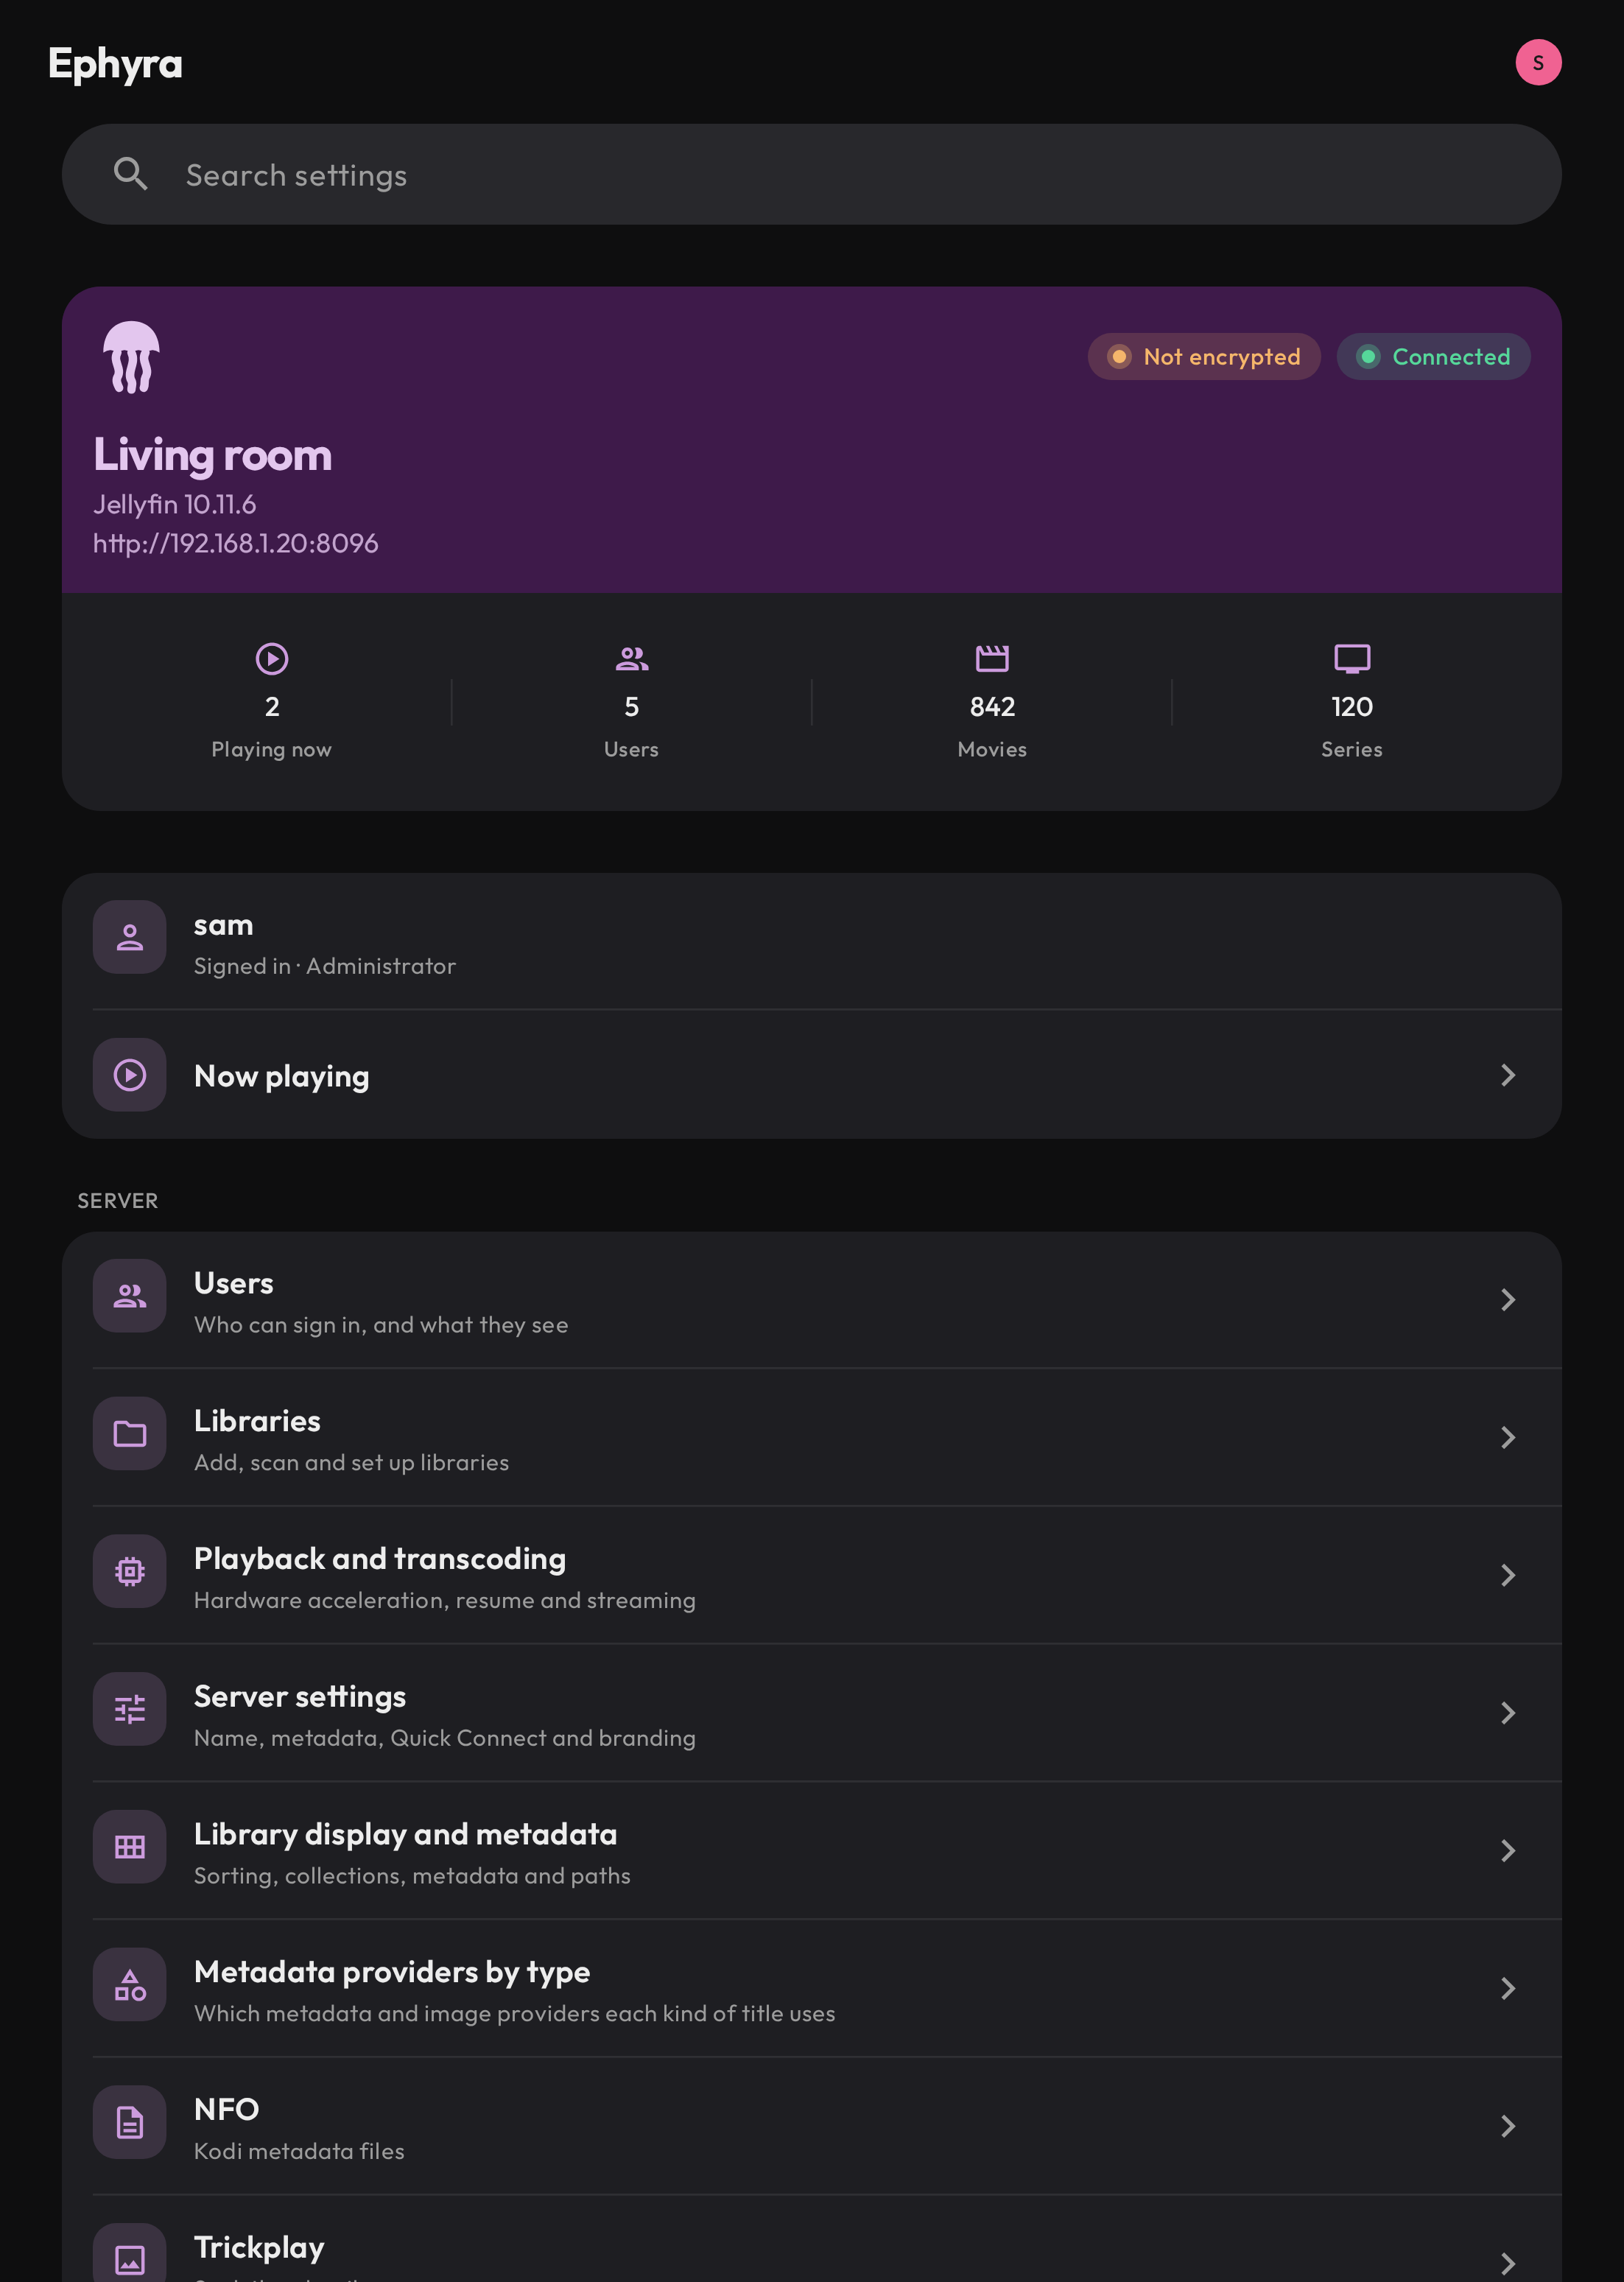 Ephyra
S
Search settings
Not encrypted
Connected
Living room
Jellyfin 10.11.6
http://192.168.1.20:8096
2
5
842
120
Playing now
Users
Movies
Series
sam
Signed in · Administrator
Now playing
SERVER
Users
Who can sign in, and what they see
Libraries
Add, scan and set up libraries
Playback and transcoding
Hardware acceleration, resume and streaming
Server settings
Name, metadata, Quick Connect and branding
Library display and metadata
Sorting, collections, metadata and paths
Metadata providers by type
Which metadata and image providers each kind of title uses
NFO
Kodi metadata files
Trickplay